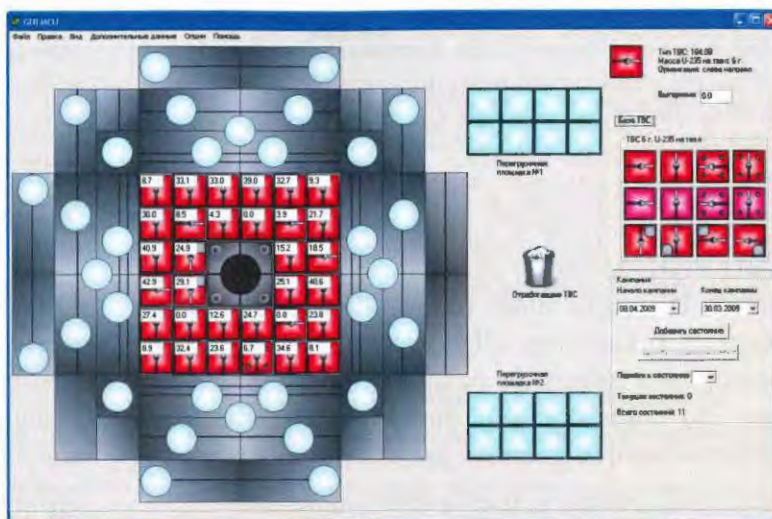 Файл Правка Вид Дополнительные данные Опции Помощь
Тип ТВС: 184.09
Масса U-235 на твэл: 6 г
Ориентация: слева направо
Выгорание 0.0
База ТВС
ТВС 6 г. U-235 на твэл
Перегрузочная
площадка №1
8.7 33.1 33.0 39.0 32.7 9.3
30.0 8.5 4.3 0.0 3.9 21.7
40.9 24.9 15.2 18.5
42.9 29.1 25.1 40.6
27.4 0.0 12.6 24.7 0.0 23.8
8.9 32.4 23.6 6.7 34.6 8.1
Отработавшие ТВС
Кампания
Начало кампании Конец кампании
08.04.2009 30.03.2009
Добавить состояние
Перейти к состоянию
Текущее состояние: 0
Всего состояний: 11
Перегрузочная
площадка №2